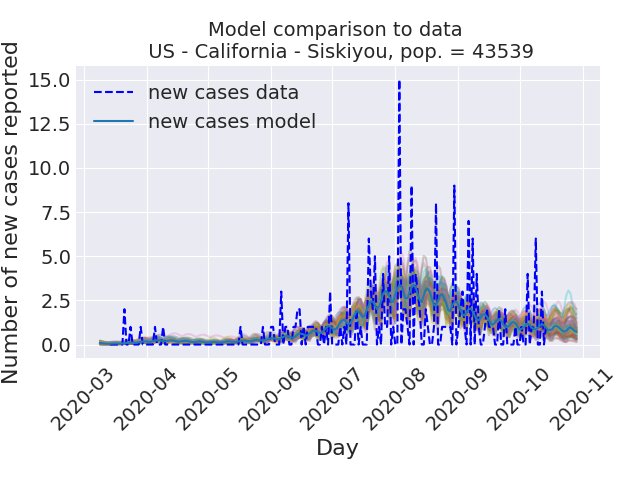 Model comparison to data
US - California - Siskiyou, pop. = 43539
Number of new cases reported
15.0
12.5
10.0
7.5
5.0
2.5
0.0
new cases data
new cases model
2020-03
2020-04
2020-05
2020-06
2020-07
2020-08
2020-09
2020-10
2020-11
Day